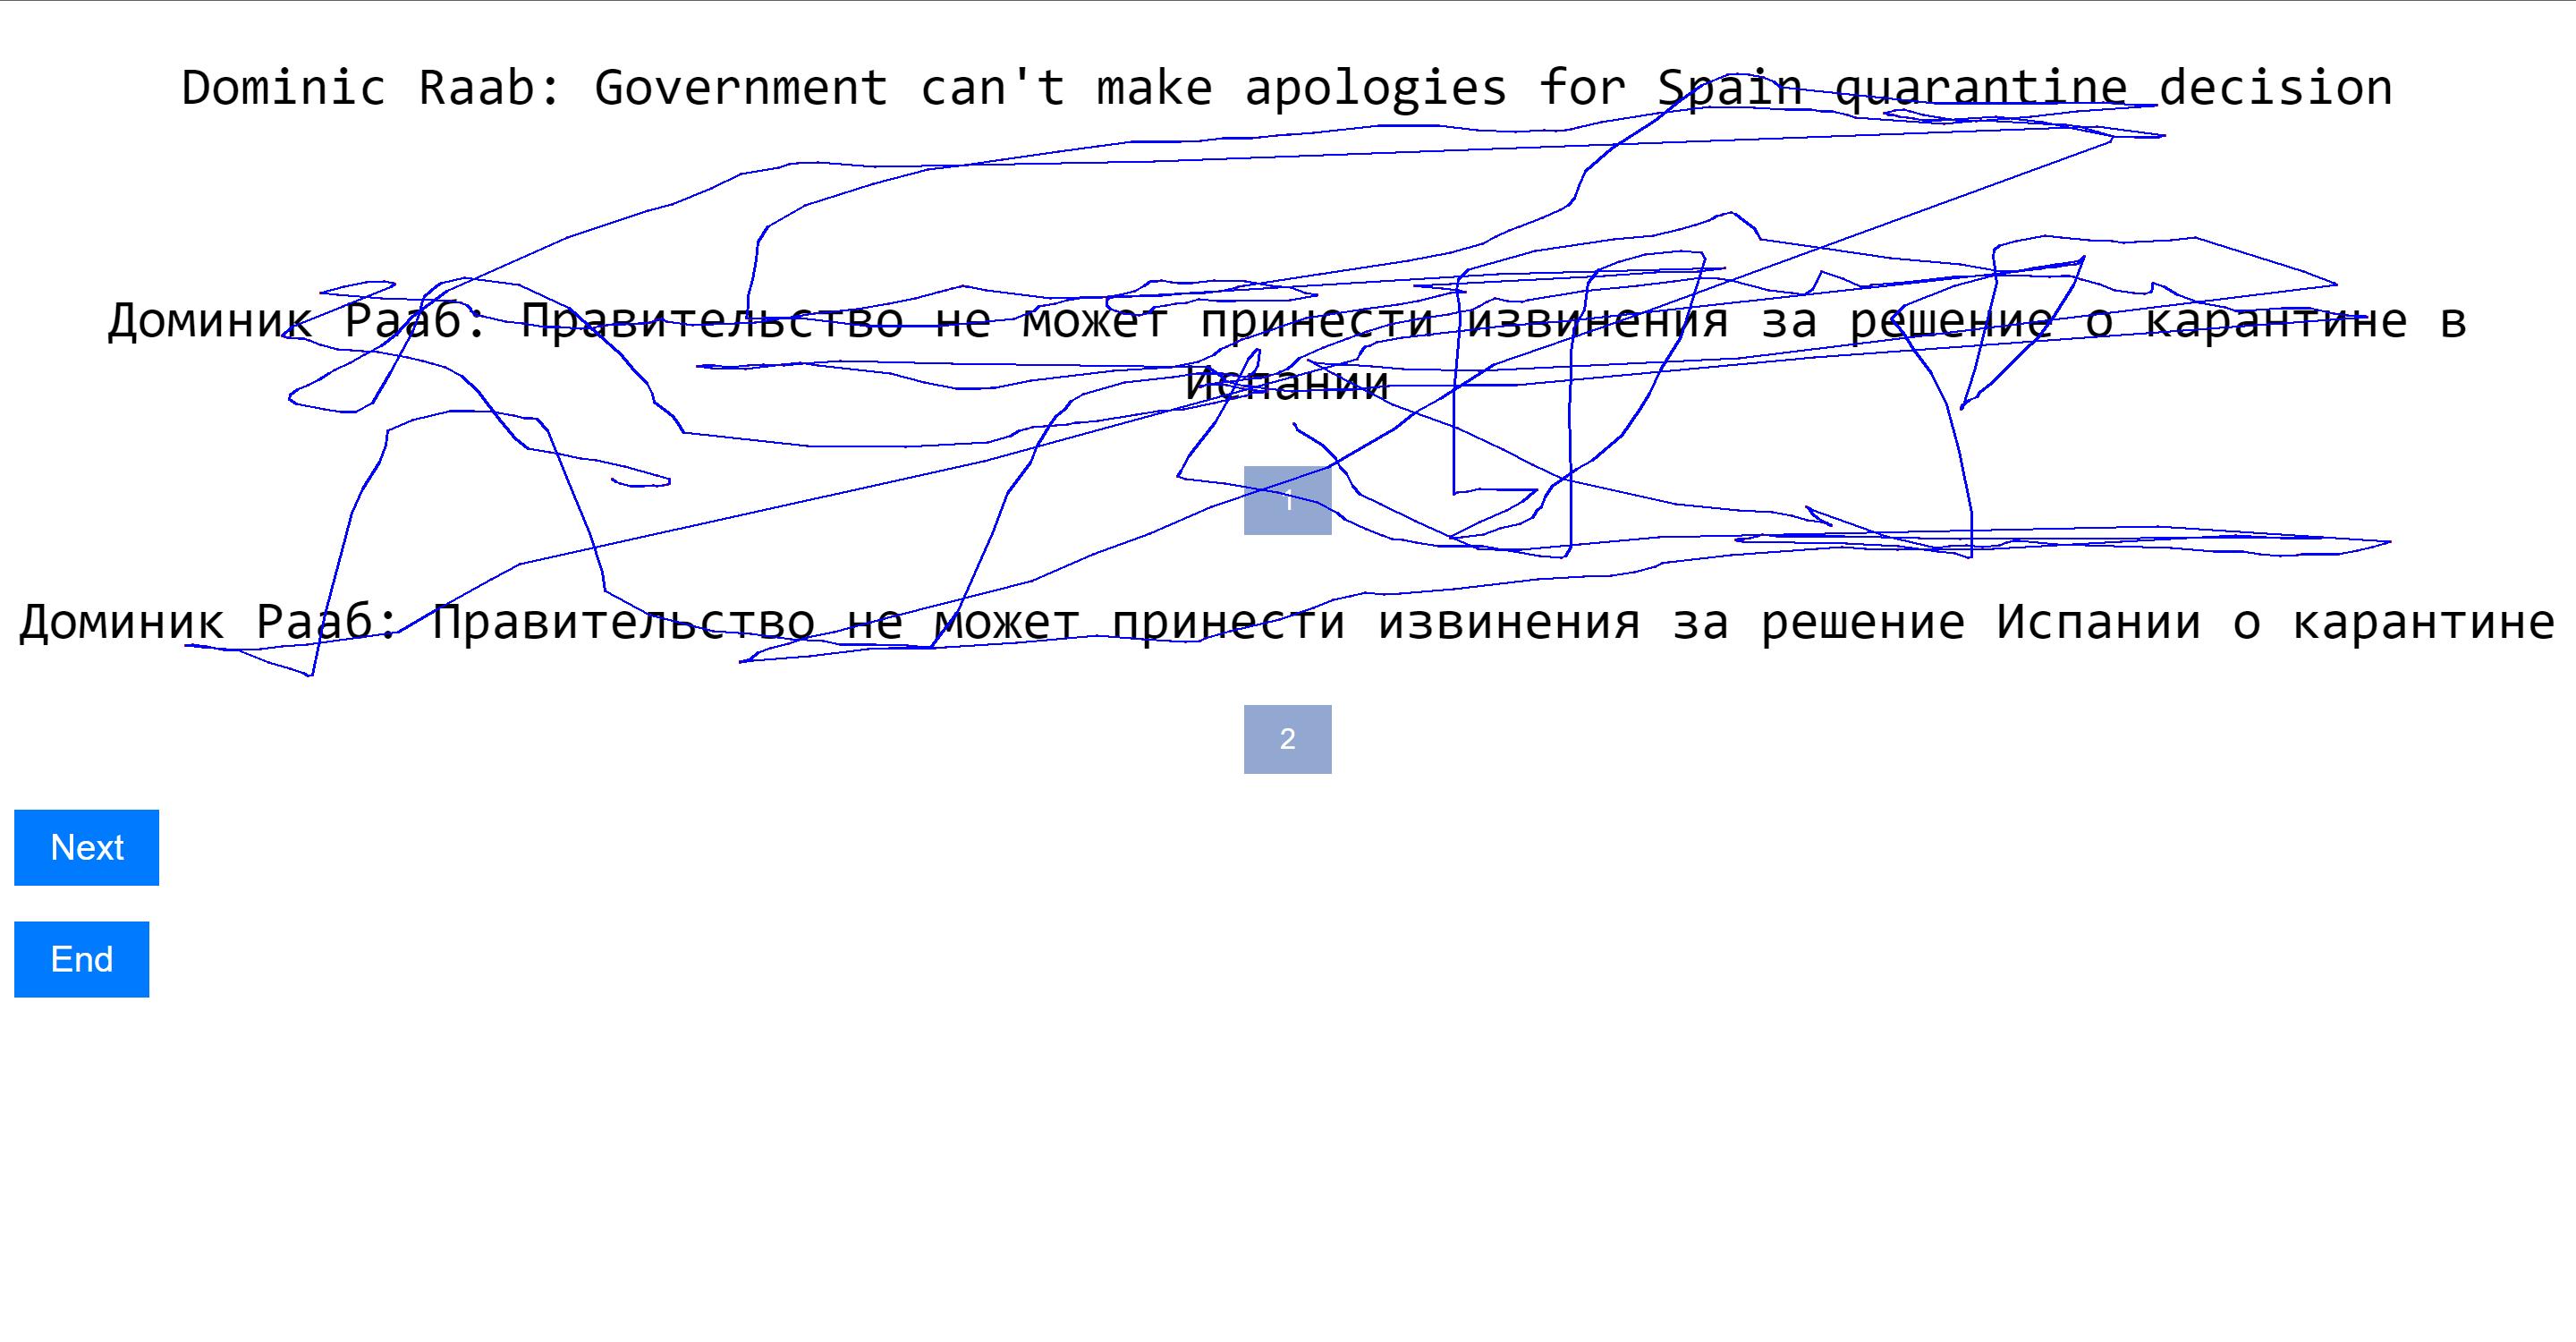 Dominic Raab: Government can't make apologies for Spain quarantine decision
Доминик Рааб: Правительство не может принести извинения за решение о карантине в
Испании
1
Доминик Рааб: Правительство не может принести извинения за решение Испании о карантине
2
Next
End